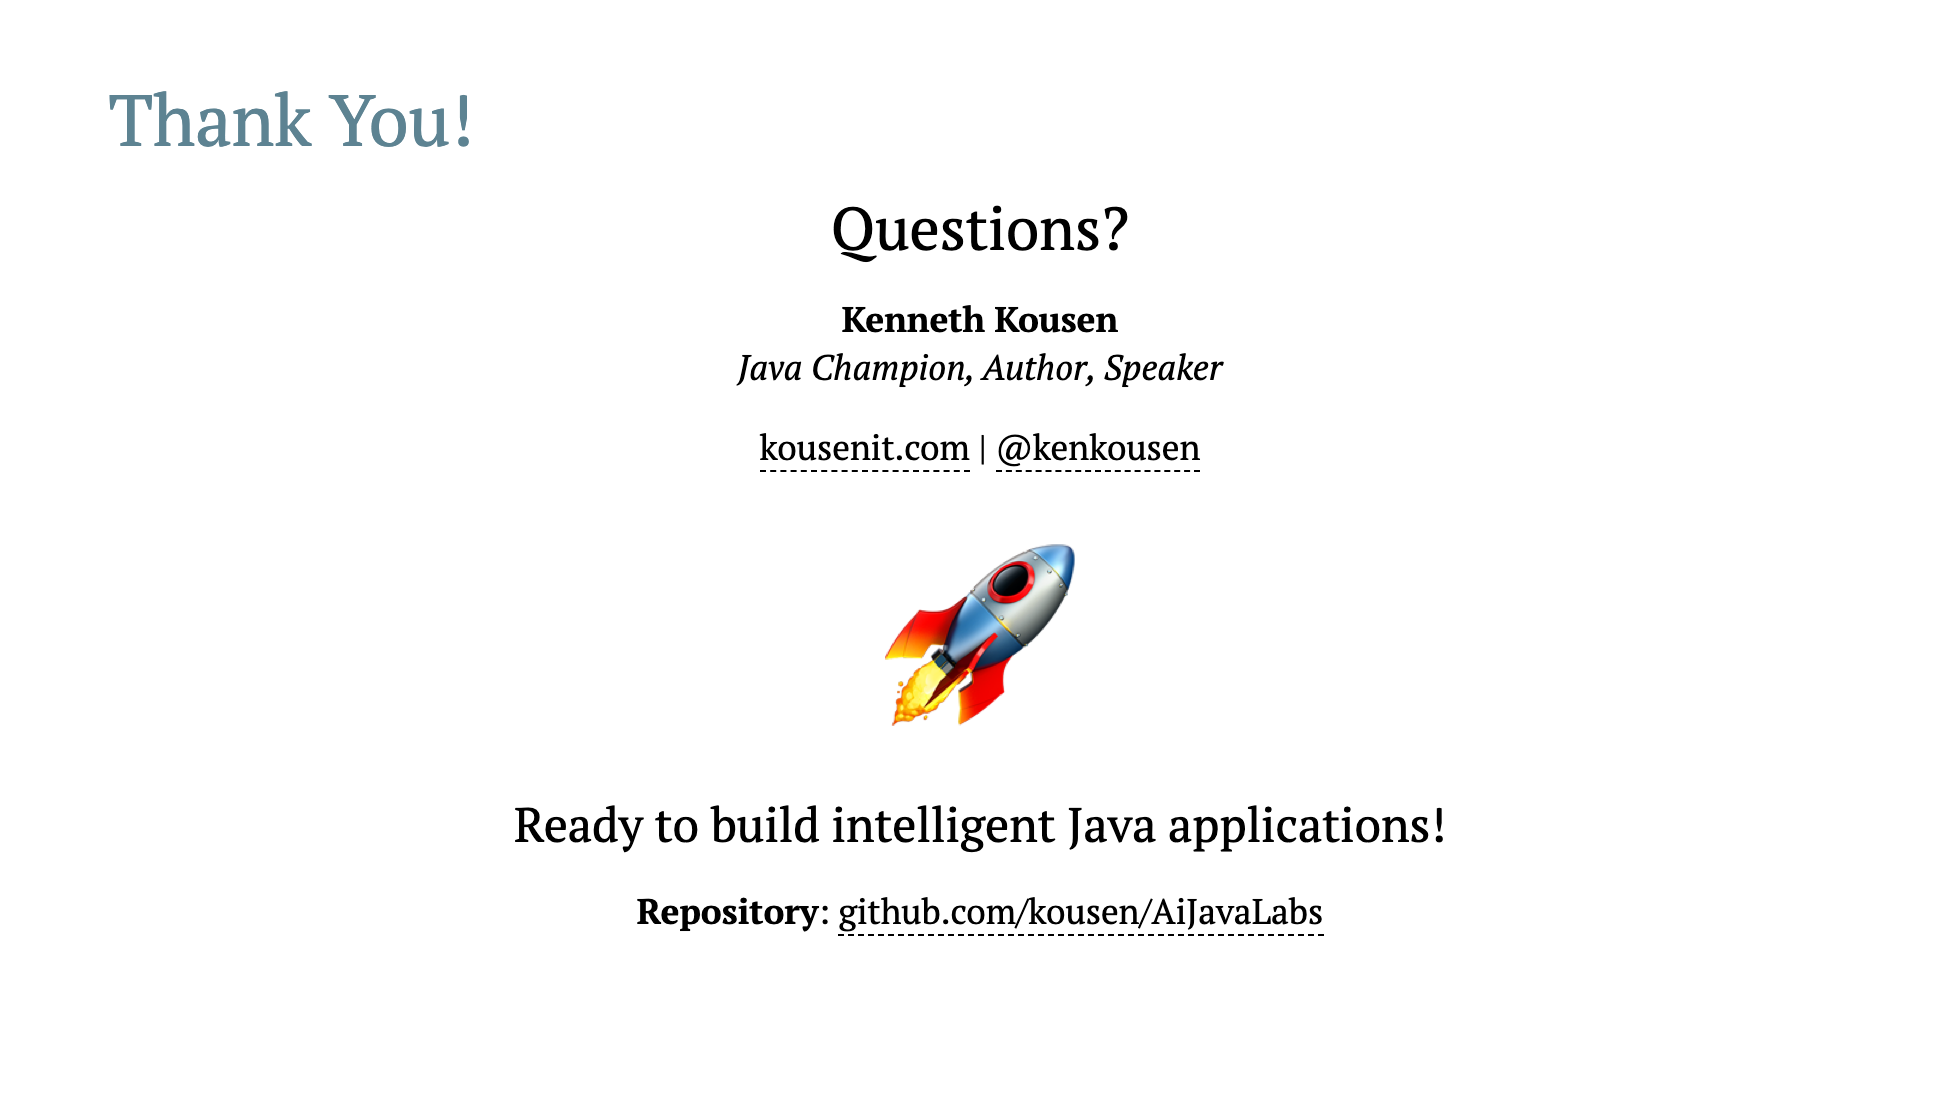 Thank You!
Questions?
Kenneth Kousen
Java Champion, Author, Speaker
kousenit.com | @kenkousen
Ready to build intelligent Java applications!
Repository: github.com/kousen/AiJavaLabs